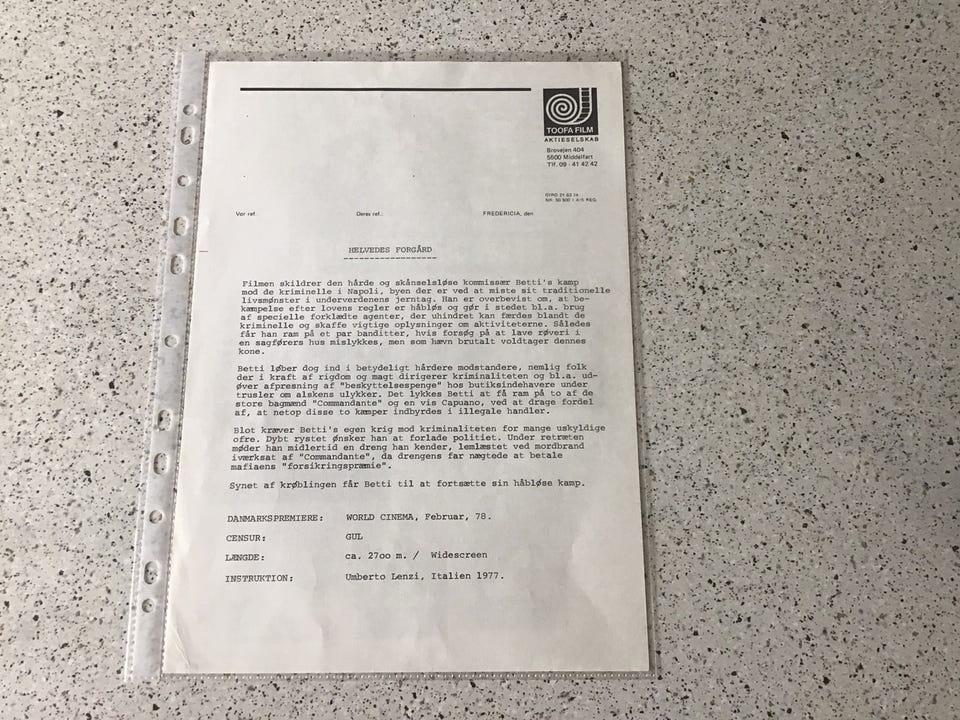 TOOFA FILM
AKTIESELSKAB
Brovejen 404
5500 Middelfart
Tlf. 09 - 41 42 42
GIRO 21 63 74
Vor ref.
Deres ref.:
FREDERICIA, den
HELVEDES FORGÅRD
Filmen skildrer den hårde og skånselsløse kommissær Betti's kamp
mod de kriminelle i Napoli, byen der er ved at miste sit traditionelle
livsmønster i underverdenens jerntag. Han er overbevist om, at be-
kæmpelse efter lovens regler er håbløs og gør i stedet bl.a. brug
af specielle forklædte agenter, der uhindret kan færdes blandt de
kriminelle og skaffe vigtige oplysninger om aktiviteterne. Således
får han ram på et par banditter, hvis forsøg på at lave røveri i
en sagførers hus mislykkes, men som hævn brutalt voldtager dennes
kone.
Betti løber dog ind i betydeligt hårdere modstandere, nemlig folk
der i kraft af rigdom og magt dirigerer kriminaliteten og bl.a. ud-
øver afpresning af "beskyttelsespenge" hos butiksindehavere under
trusler om alskens ulykker. Det lykkes Betti at få ram på to af de
store bagmænd "Commandante" og en vis Capuano, ved at drage fordel
af, at netop disse to kæmper indbyrdes i illegale handler.
Blot kræver Betti's egen krig mod kriminaliteten for mange uskyldige
ofre. Dybt rystet ønsker han at forlade politiet. Under retræten
møder han midlertid en dreng han kender, lemlæstet ved mordbrand
iværksat af "Commandante", da drengens far nægtede at betale
mafiaens "forsikringspræmie".
Synet af krøblingen får Betti til at fortsætte sin håbløse kamp.
DANMARKSPREMIERE: WORLD CINEMA, Februar, 78.
CENSUR: GUL
LÆNGDE: ca. 27oo m. / Widescreen
INSTRUKTION: Umberto Lenzi, Italien 1977.